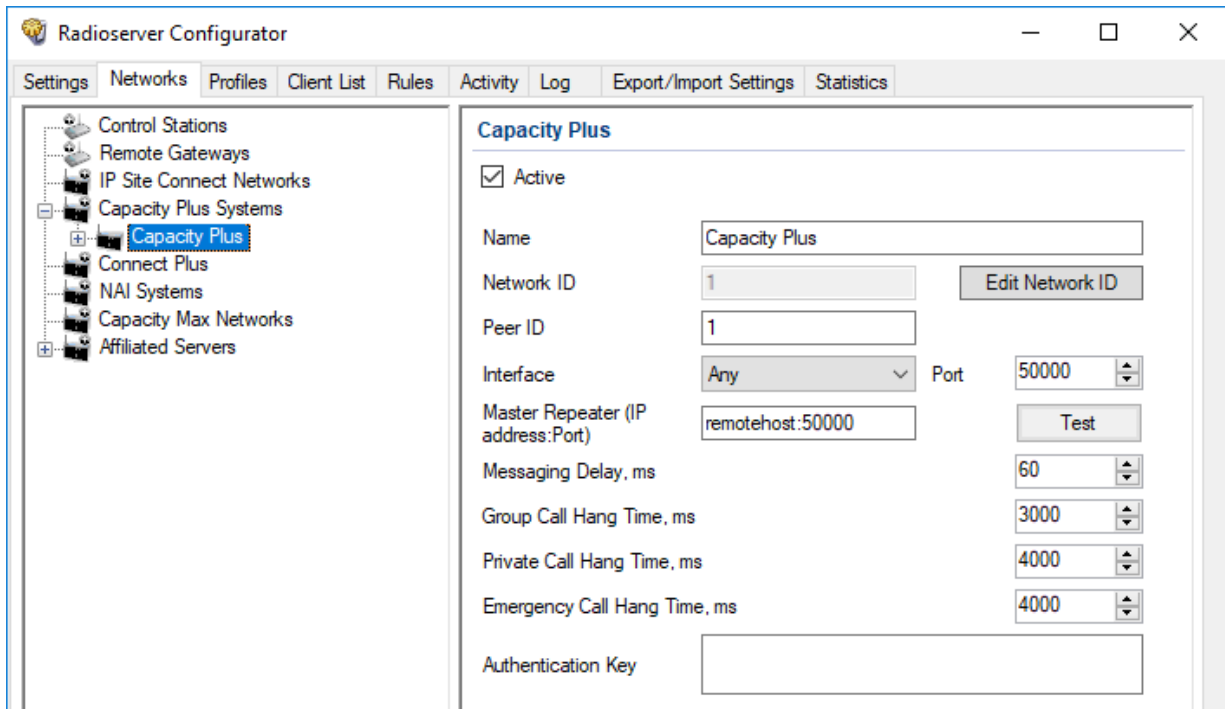 Radioserver Configurator
Settings Networks Profiles Client List Rules Activity Log Export/Import Settings Statistics
Control Stations
Remote Gateways
IP Site Connect Networks
Capacity Plus Systems
Capacity Plus
Connect Plus
NAI Systems
Capacity Max Networks
Affiliated Servers
Capacity Plus
Active
Name Capacity Plus
Network ID 1 Edit Network ID
Peer ID 1
Interface Any Port 50000
Master Repeater (IP
address:Port) remotehost:50000 Test
Messaging Delay, ms 60
Group Call Hang Time, ms 3000
Private Call Hang Time, ms 4000
Emergency Call Hang Time, ms 4000
Authentication Key